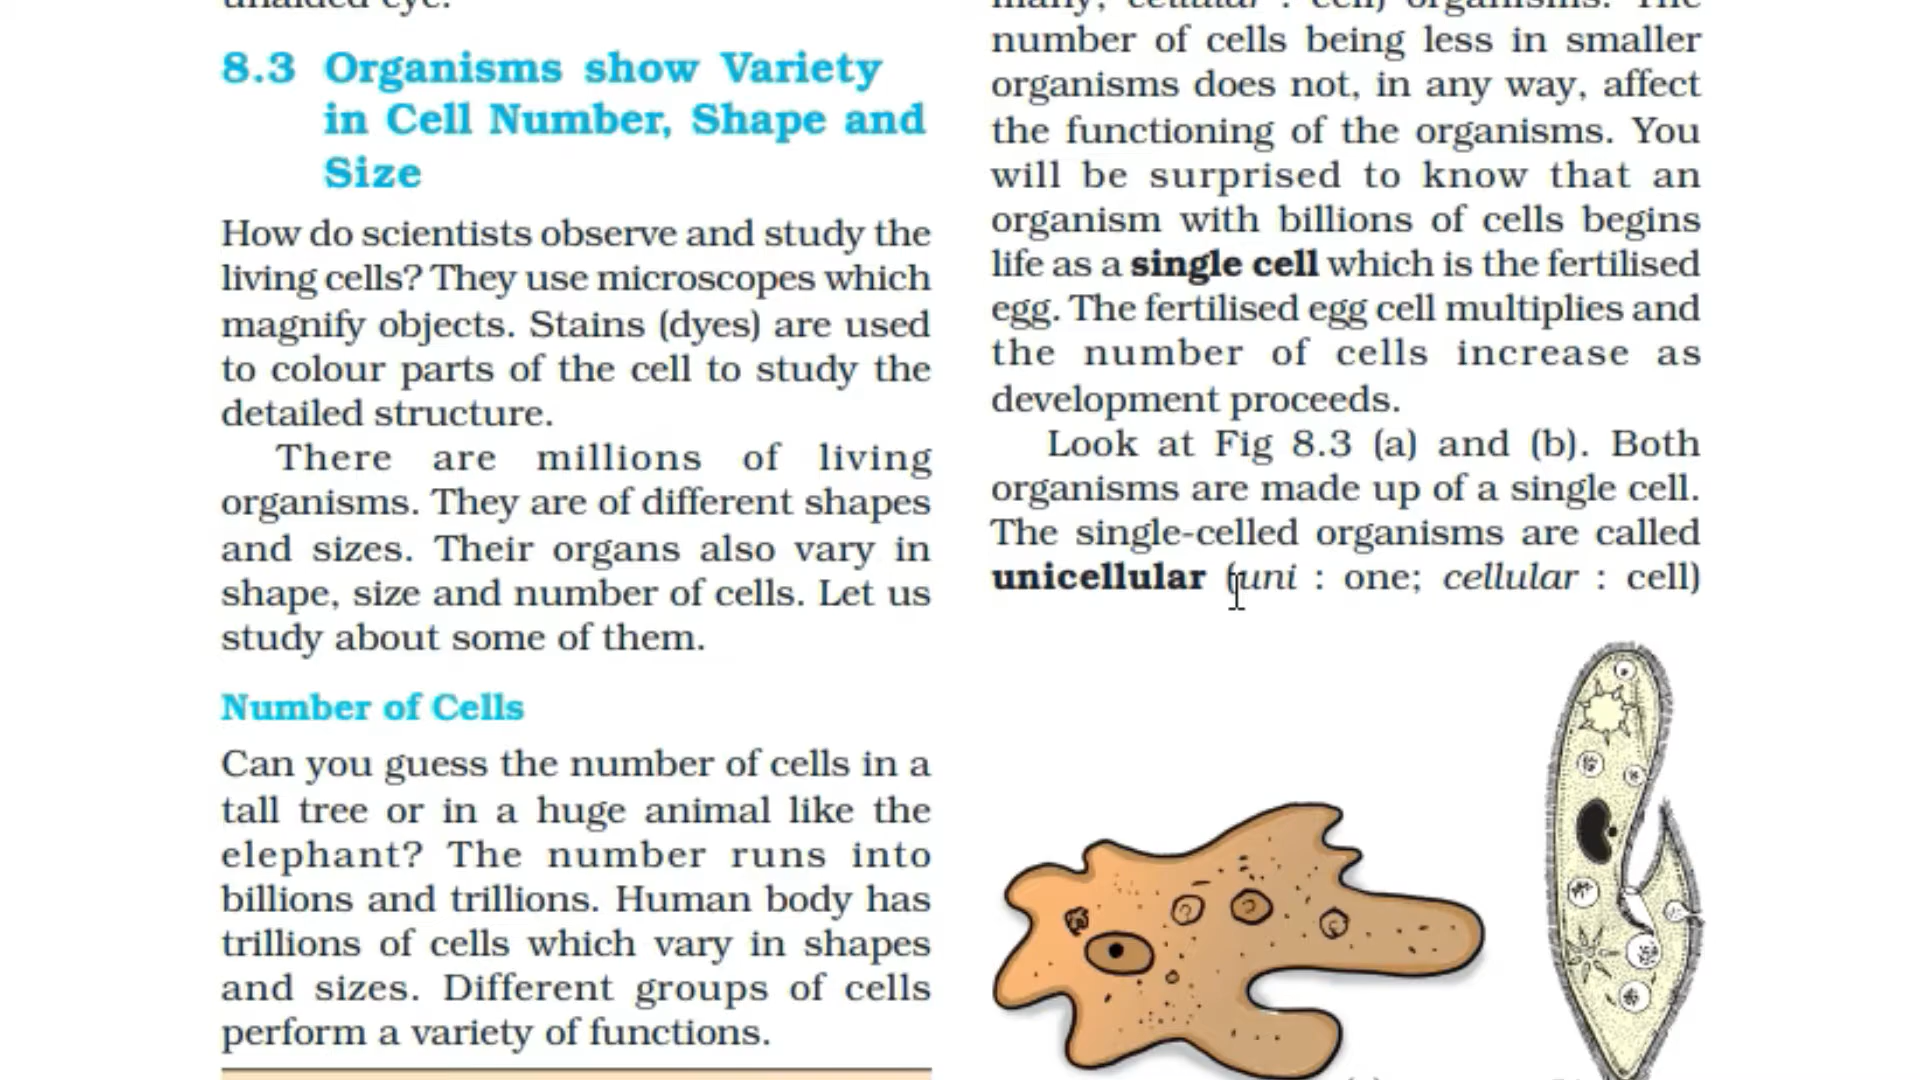 unaided eye.
8.3 Organisms show Variety
in Cell Number, Shape and
Size
How do scientists observe and study the
living cells? They use microscopes which
magnify objects. Stains (dyes) are used
to colour parts of the cell to study the
detailed structure.
There are millions of living
organisms. They are of different shapes
and sizes. Their organs also vary in
shape, size and number of cells. Let us
study about some of them.
Number of Cells
Can you guess the number of cells in a
tall tree or in a huge animal like the
elephant? The number runs into
billions and trillions. Human body has
trillions of cells which vary in shapes
and sizes. Different groups of cells
perform a variety of functions.
many; cellular : cell) organisms. The
number of cells being less in smaller
organisms does not, in any way, affect
the functioning of the organisms. You
will be surprised to know that an
organism with billions of cells begins
life as a single cell which is the fertilised
egg. The fertilised egg cell multiplies and
the number of cells increase as
development proceeds.
Look at Fig 8.3 (a) and (b). Both
organisms are made up of a single cell.
The single-celled organisms are called
unicellular (uni : one; cellular : cell)